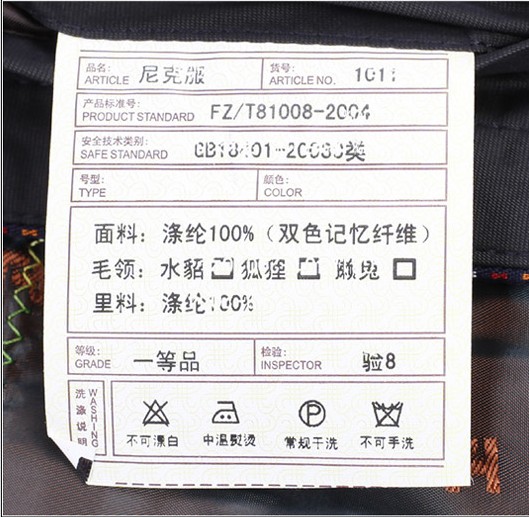 品名: 尼克服 货号: 1011
ARTICLE ARTICLE NO.
产品标准号: FZ/T81008-2004
PRODUCT STANDARD
安全技术类别:
SAFE STANDARD
号型: 颜色:
TYPE COLOR
面料：涤纶100%（双色记忆纤维）
毛领：水貂 狐狸
里料：涤纶100%
等级: 一等品 检验: 验8
GRADE INSPECTOR
洗涤说明 WASHING
不可漂白 中温熨烫 常规干洗 不可手洗
P